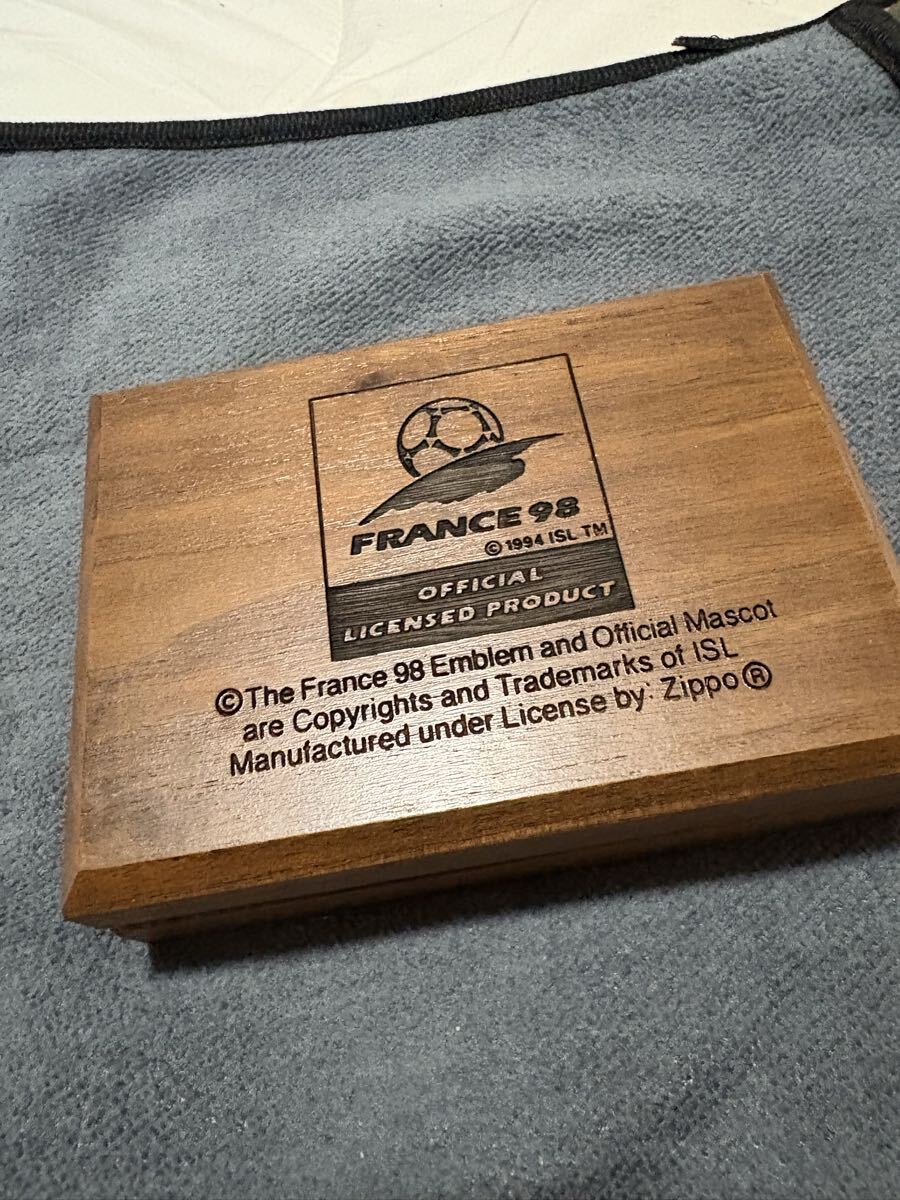 FRANCE 98
© 1994 ISL TM
OFFICIAL
LICENSED PRODUCT
©The France 98 Emblem and Official Mascot
are Copyrights and Trademarks of ISL
Manufactured under License by: Zippo®